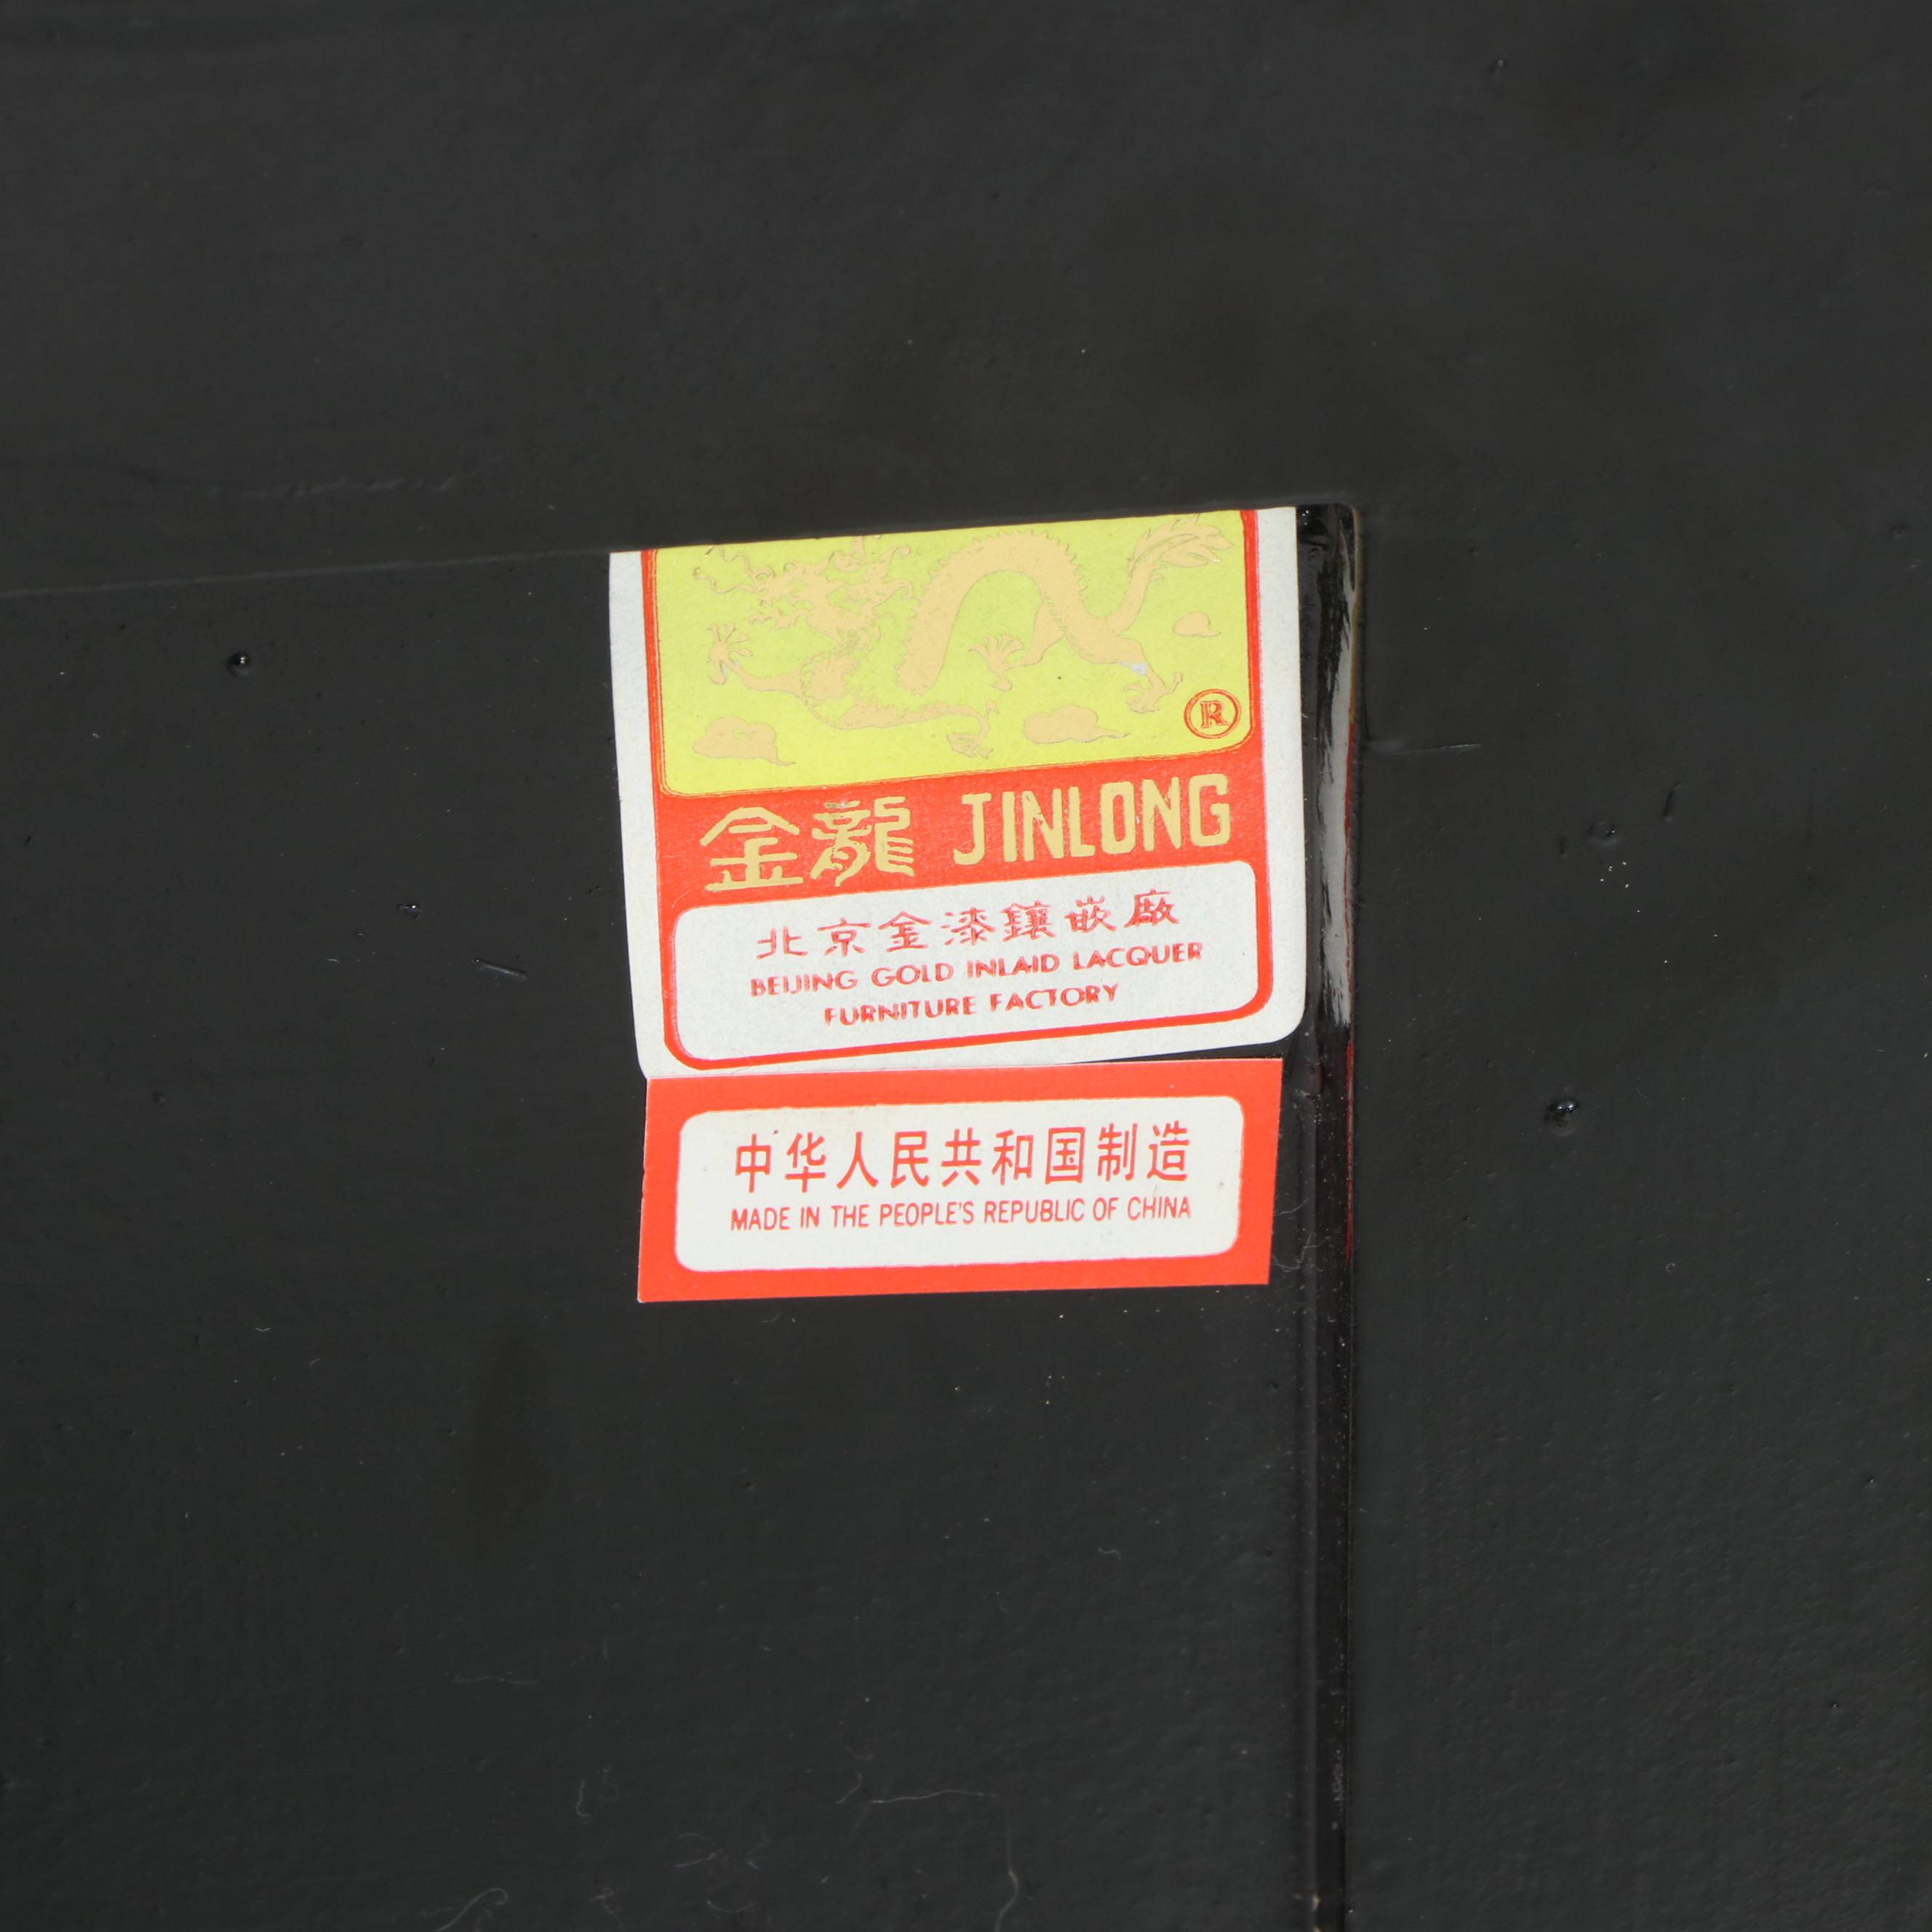 ®
金龍 JINLONG
北京金漆鑲嵌廠
BEIJING GOLD INLAID LACQUER
FURNITURE FACTORY
中华人民共和国制造
MADE IN THE PEOPLE'S REPUBLIC OF CHINA